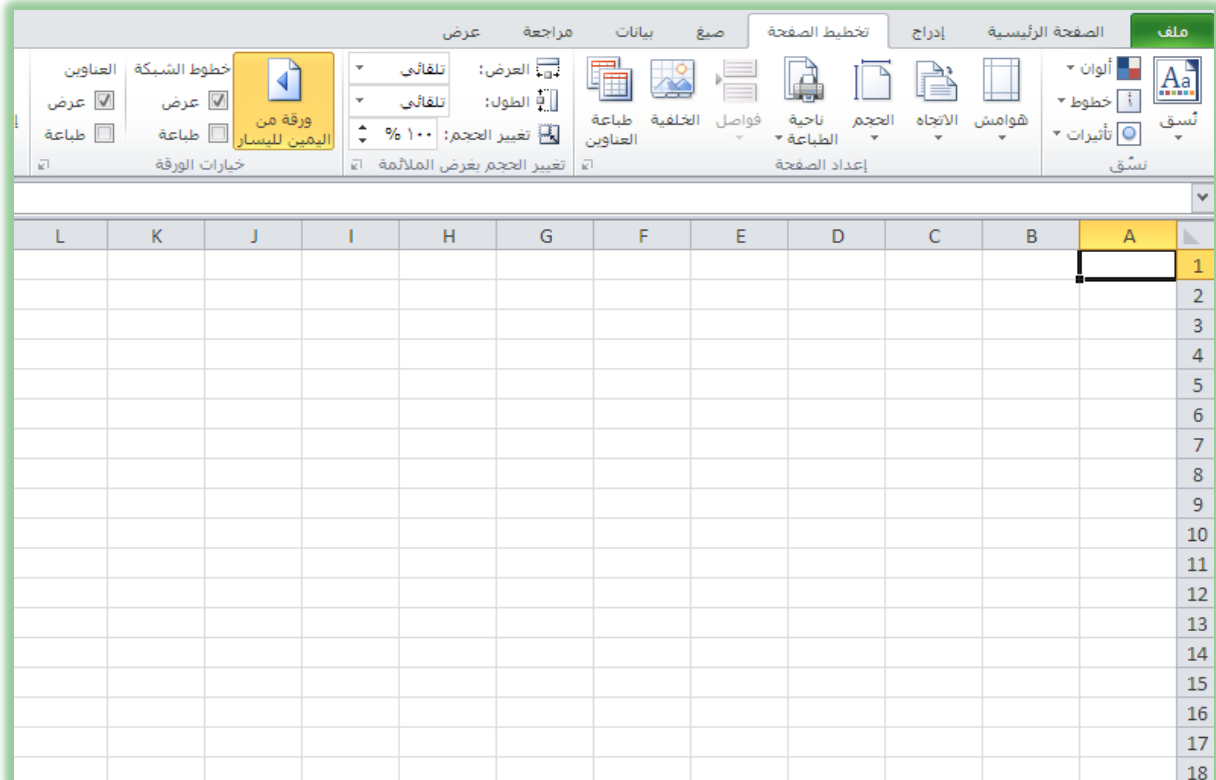 ملف الصفحة الرئيسية إدراج تخطيط الصفحة صيغ بيانات مراجعة عرض
نُسق
ألوان
خطوط
تأثيرات
نسّق
هوامش
الاتجاه
الحجم
ناحية
الطباعة
فواصل
الخلفية
طباعة
العناوين
إعداد الصفحة
العرض: تلقائي
الطول: تلقائي
تغيير الحجم: ١٠٠ %
تغيير الحجم بغرض الملائمة
ورقة من
اليمين لليسار
خطوط الشبكة
عرض
طباعة
العناوين
عرض
طباعة
خيارات الورقة
A B C D E F G H I J K L
1
2
3
4
5
6
7
8
9
10
11
12
13
14
15
16
17
18